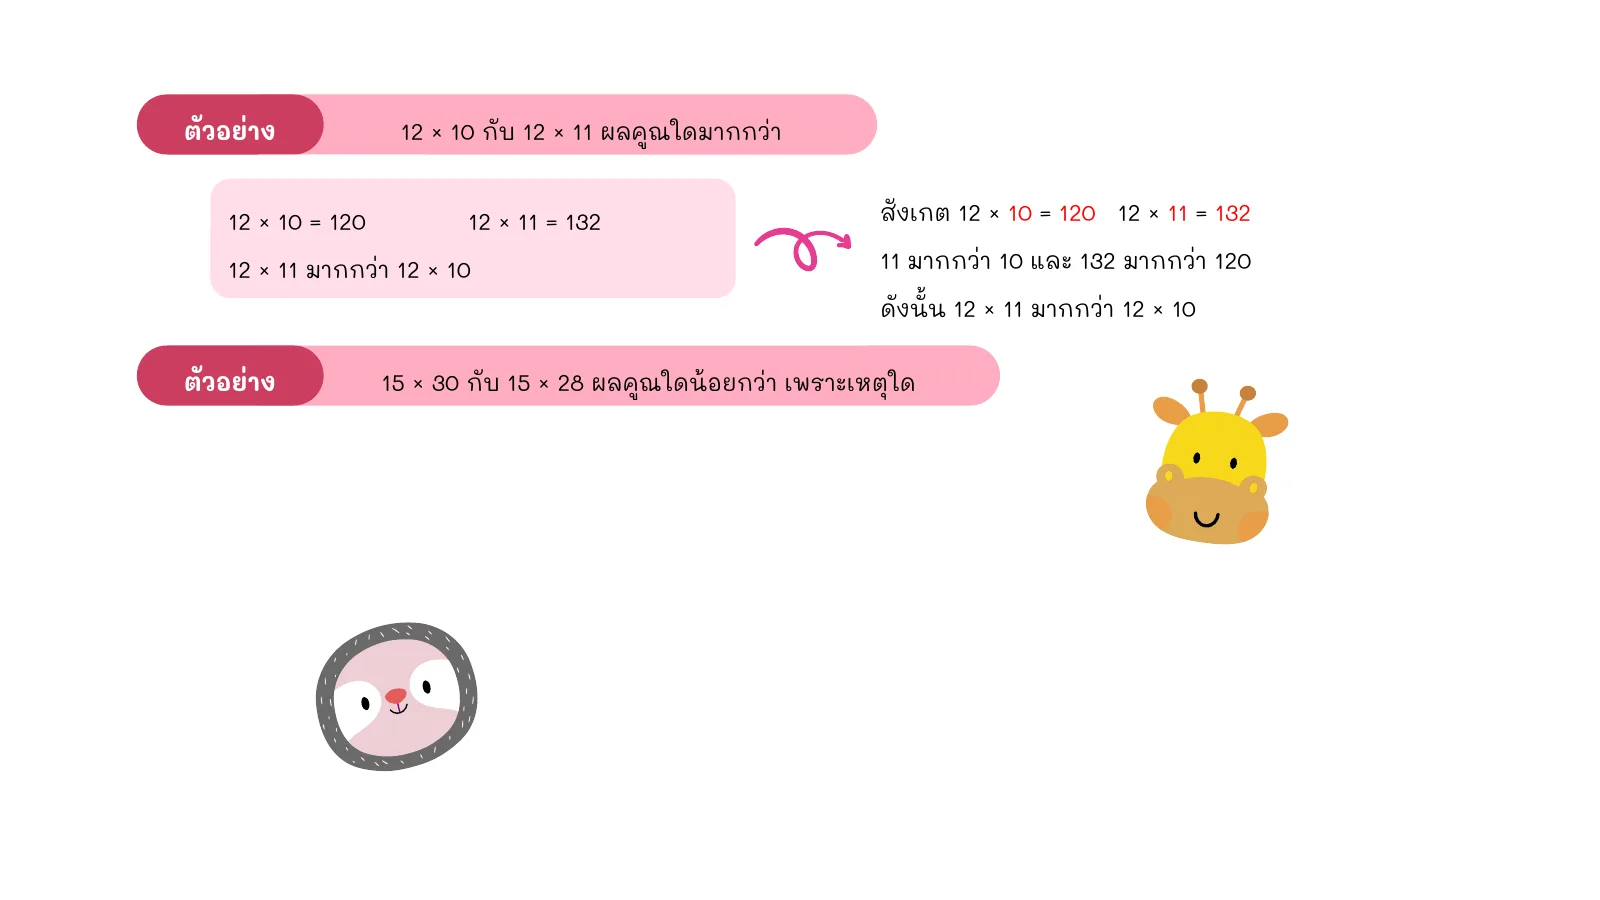 ตัวอย่าง 12 × 10 กับ 12 × 11 ผลคูณใดมากกว่า
12 × 10 = 120 12 × 11 = 132
12 × 11 มากกว่า 12 × 10
สังเกต 12 × 10 = 120 12 × 11 = 132
11 มากกว่า 10 และ 132 มากกว่า 120
ดังนั้น 12 × 11 มากกว่า 12 × 10
ตัวอย่าง 15 × 30 กับ 15 × 28 ผลคูณใดน้อยกว่า เพราะเหตุใด